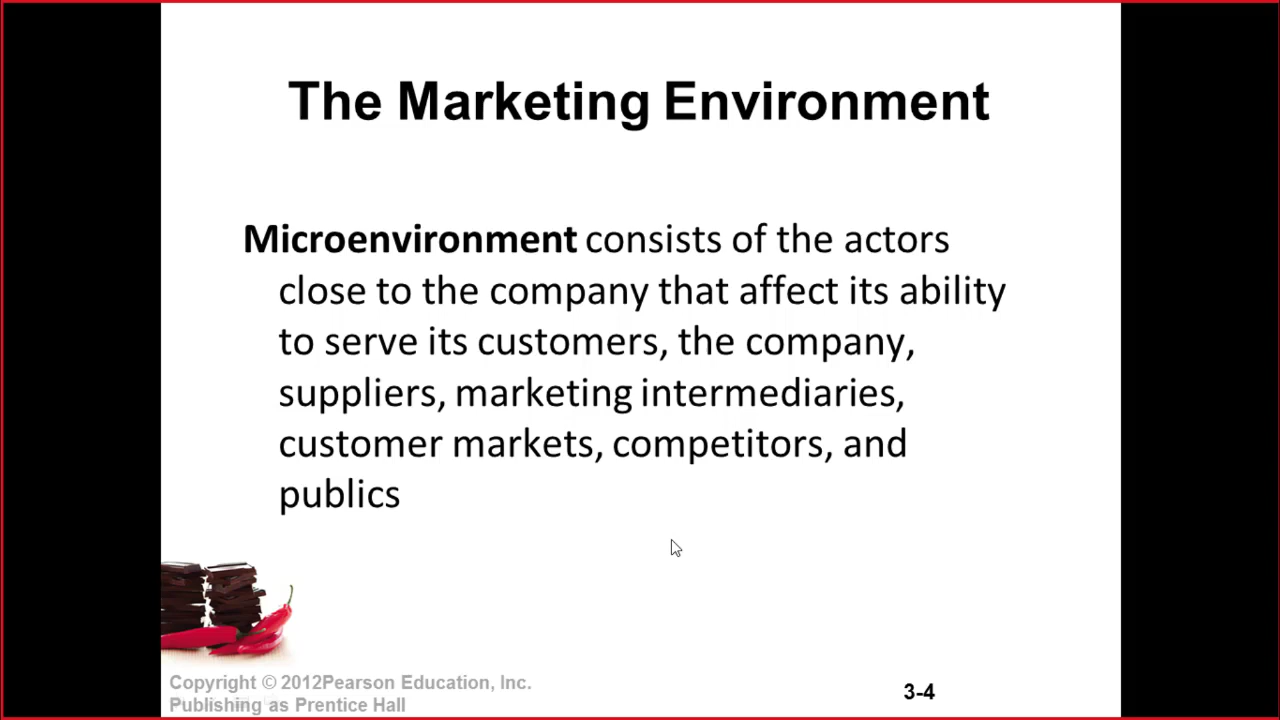 The Marketing Environment
Microenvironment consists of the actors
close to the company that affect its ability
to serve its customers, the company,
suppliers, marketing intermediaries,
customer markets, competitors, and
publics
Copyright © 2012Pearson Education, Inc.
Publishing as Prentice Hall
3-4